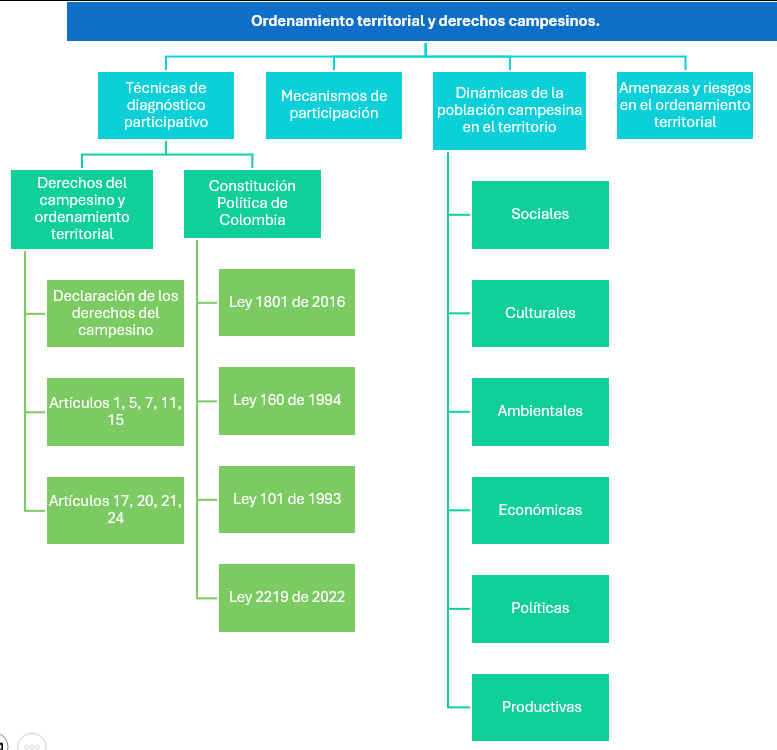 Ordenamiento territorial y derechos campesinos.
Técnicas de
diagnóstico
participativo
Mecanismos de
participación
Dinámicas de la
población campesina
en el territorio
Amenazas y riesgos
en el ordenamiento
territorial
Derechos del
campesino y
ordenamiento
territorial
Constitución
Política de
Colombia
Declaración de los
derechos del
campesino
Artículos 1, 5, 7, 11,
15
Artículos 17, 20, 21,
24
Ley 1801 de 2016
Ley 160 de 1994
Ley 101 de 1993
Ley 2219 de 2022
Sociales
Culturales
Ambientales
Económicas
Políticas
Productivas